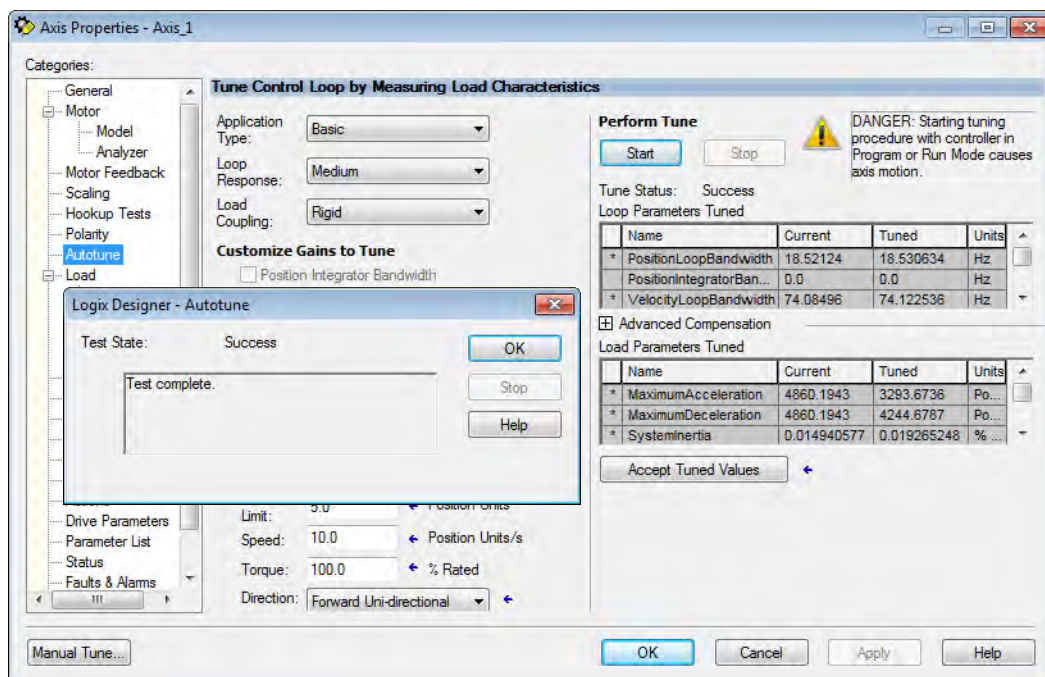 Axis Properties - Axis_1
Categories:
General
Motor
Model
Analyzer
Motor Feedback
Scaling
Hookup Tests
Polarity
Autotune
Load
Drive Parameters
Parameter List
Status
Faults & Alarms
Tune Control Loop by Measuring Load Characteristics
Application Type: Basic
Loop Response: Medium
Load Coupling: Rigid
Customize Gains to Tune
Position Integrator Bandwidth
Limit: 5.0 Position Units
Speed: 10.0 Position Units/s
Torque: 100.0 % Rated
Direction: Forward Uni-directional
Perform Tune
Start Stop
DANGER: Starting tuning
procedure with controller in
Program or Run Mode causes
axis motion.
Tune Status: Success
Loop Parameters Tuned
Name Current Tuned Units
* PositionLoopBandwidth 18.52124 18.530634 Hz
PositionIntegratorBan... 0.0 0.0 Hz
* VelocityLoopBandwidth 74.08496 74.122536 Hz
Advanced Compensation
Load Parameters Tuned
Name Current Tuned Units
* MaximumAcceleration 4860.1943 3293.6736 Po...
* MaximumDeceleration 4860.1943 4244.6787 Po...
* SystemInertia 0.014940577 0.019265248 % ...
Accept Tuned Values
Logix Designer - Autotune
Test State: Success
Test complete.
OK
Stop
Help
Manual Tune... OK Cancel Apply Help